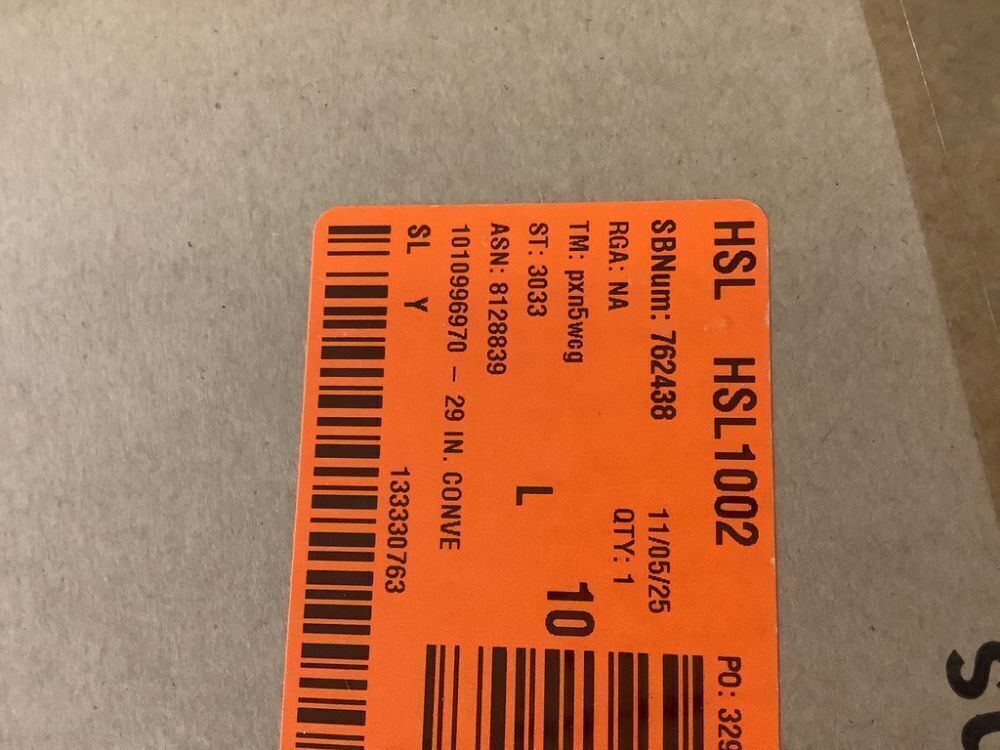 HSL HSL1002
PO: 329
SBNum: 762438 11/05/25
RGA: NA QTY: 1
TM: pxn5wcg 10
ST: 3033 L
ASN: 8128839
1010996970 - 29 IN. CONVE
SL Y 133330763